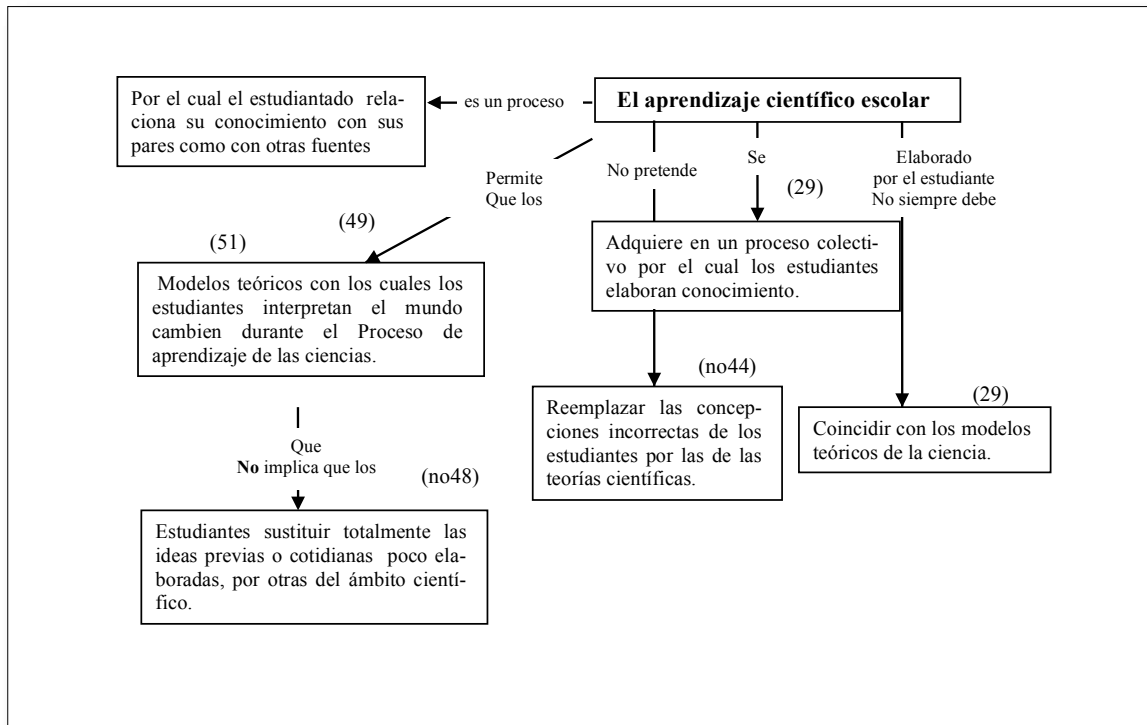 El aprendizaje científico escolar
es un proceso
Por el cual el estudiantado rela-
ciona su conocimiento con sus
pares como con otras fuentes
Permite
Que los
(49)
(51)
Modelos teóricos con los cuales los
estudiantes interpretan el mundo
cambien durante el Proceso de
aprendizaje de las ciencias.
Que
No implica que los
(no48)
Estudiantes sustituir totalmente las
ideas previas o cotidianas poco ela-
boradas, por otras del ámbito cientí-
fico.
No pretende
(no44)
Reemplazar las concep-
ciones incorrectas de los
estudiantes por las de las
teorías científicas.
Se
(29)
Adquiere en un proceso colecti-
vo por el cual los estudiantes
elaboran conocimiento.
Elaborado
por el estudiante
No siempre debe
(29)
Coincidir con los modelos
teóricos de la ciencia.